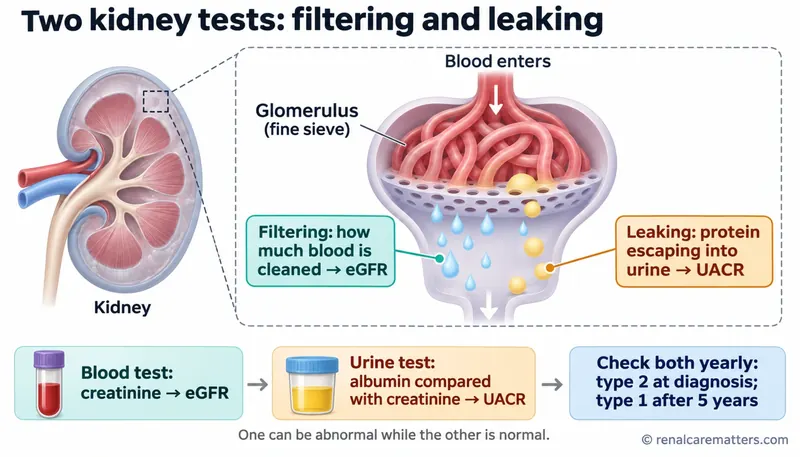 Two kidney tests: filtering and leaking
Blood enters
Glomerulus
(fine sieve)
Filtering: how
much blood is
cleaned → eGFR
Leaking: protein
escaping into
urine → UACR
Kidney
Blood test:
creatinine → eGFR
Urine test:
albumin compared
with creatinine → UACR
Check both yearly:
type 2 at diagnosis;
type 1 after 5 years
One can be abnormal while the other is normal.
© renalcarematters.com